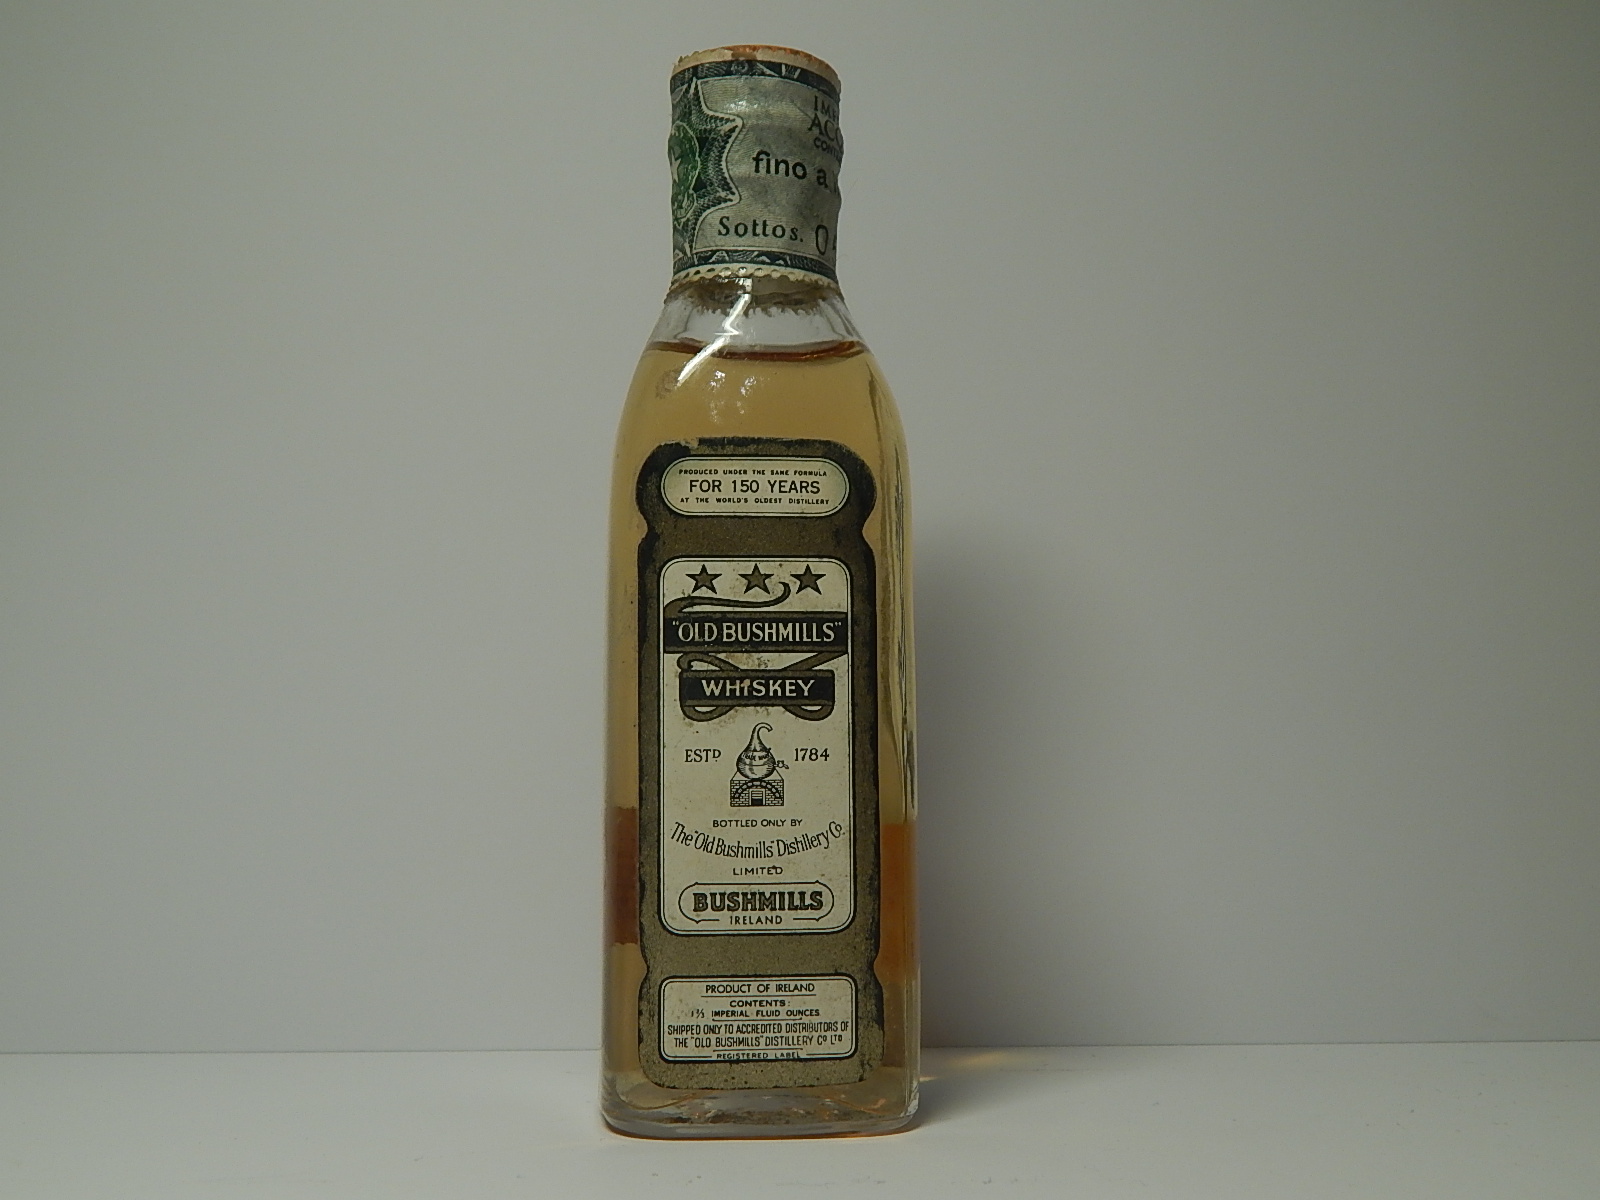 fino a
Sottos.
PRODUCED UNDER THE SAME FORMULA
FOR 150 YEARS
AT THE WORLD'S OLDEST DISTILLERY
"OLD BUSHMILLS"
WHISKEY
ESTD. 1784
BOTTLED ONLY BY
The "Old Bushmills" Distillery Co.
LIMITED
BUSHMILLS
IRELAND
PRODUCT OF IRELAND
CONTENTS:
1⅔ IMPERIAL FLUID OUNCES
SHIPPED ONLY TO ACCREDITED DISTRIBUTORS OF
THE "OLD BUSHMILLS" DISTILLERY Co LTD
REGISTERED LABEL